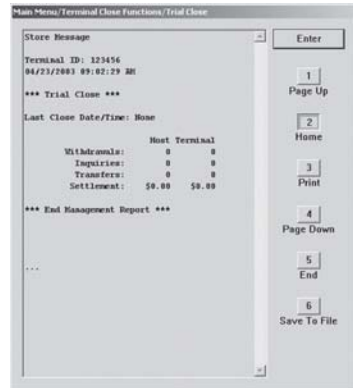 Main Menu/Terminal Close Functions/Trial Close
Store Message
Terminal ID: 123456
04/23/2003 09:02:29 AM
*** Trial Close ***
Last Close Date/Time: None
Host Terminal
Withdrawals: 0 0
Inquiries: 0 0
Transfers: 0 0
Settlement: $0.00 $0.00
*** End Management Report ***
...
Enter
1
Page Up
2
Home
3
Print
4
Page Down
5
End
6
Save To File